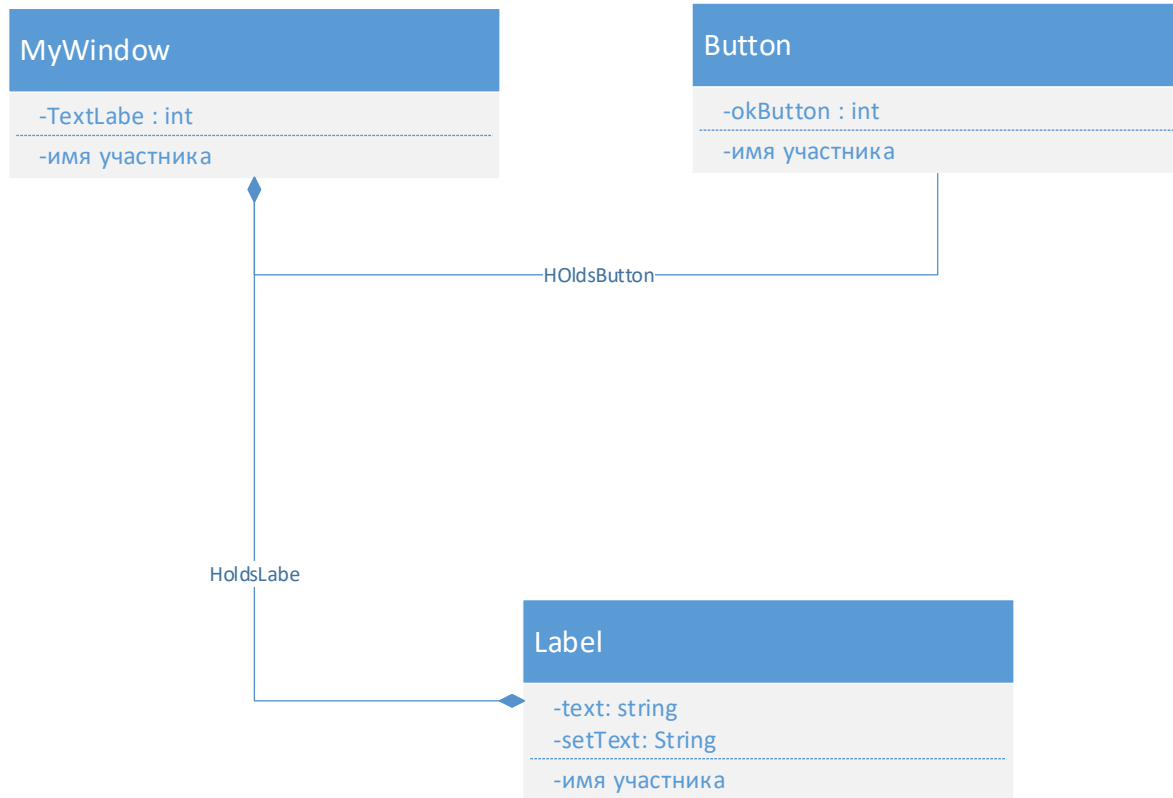 MyWindow
-TextLabe : int
-имя участника
Button
-okButton : int
-имя участника
HOldsButton
HoldsLabe
Label
-text: string
-setText: String
-имя участника